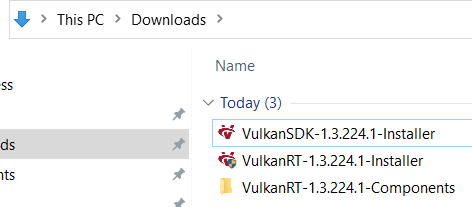 This PC > Downloads >
Name
ess
Today (3)
VulkanSDK-1.3.224.1-Installer
ds
VulkanRT-1.3.224.1-Installer
nts
VulkanRT-1.3.224.1-Components